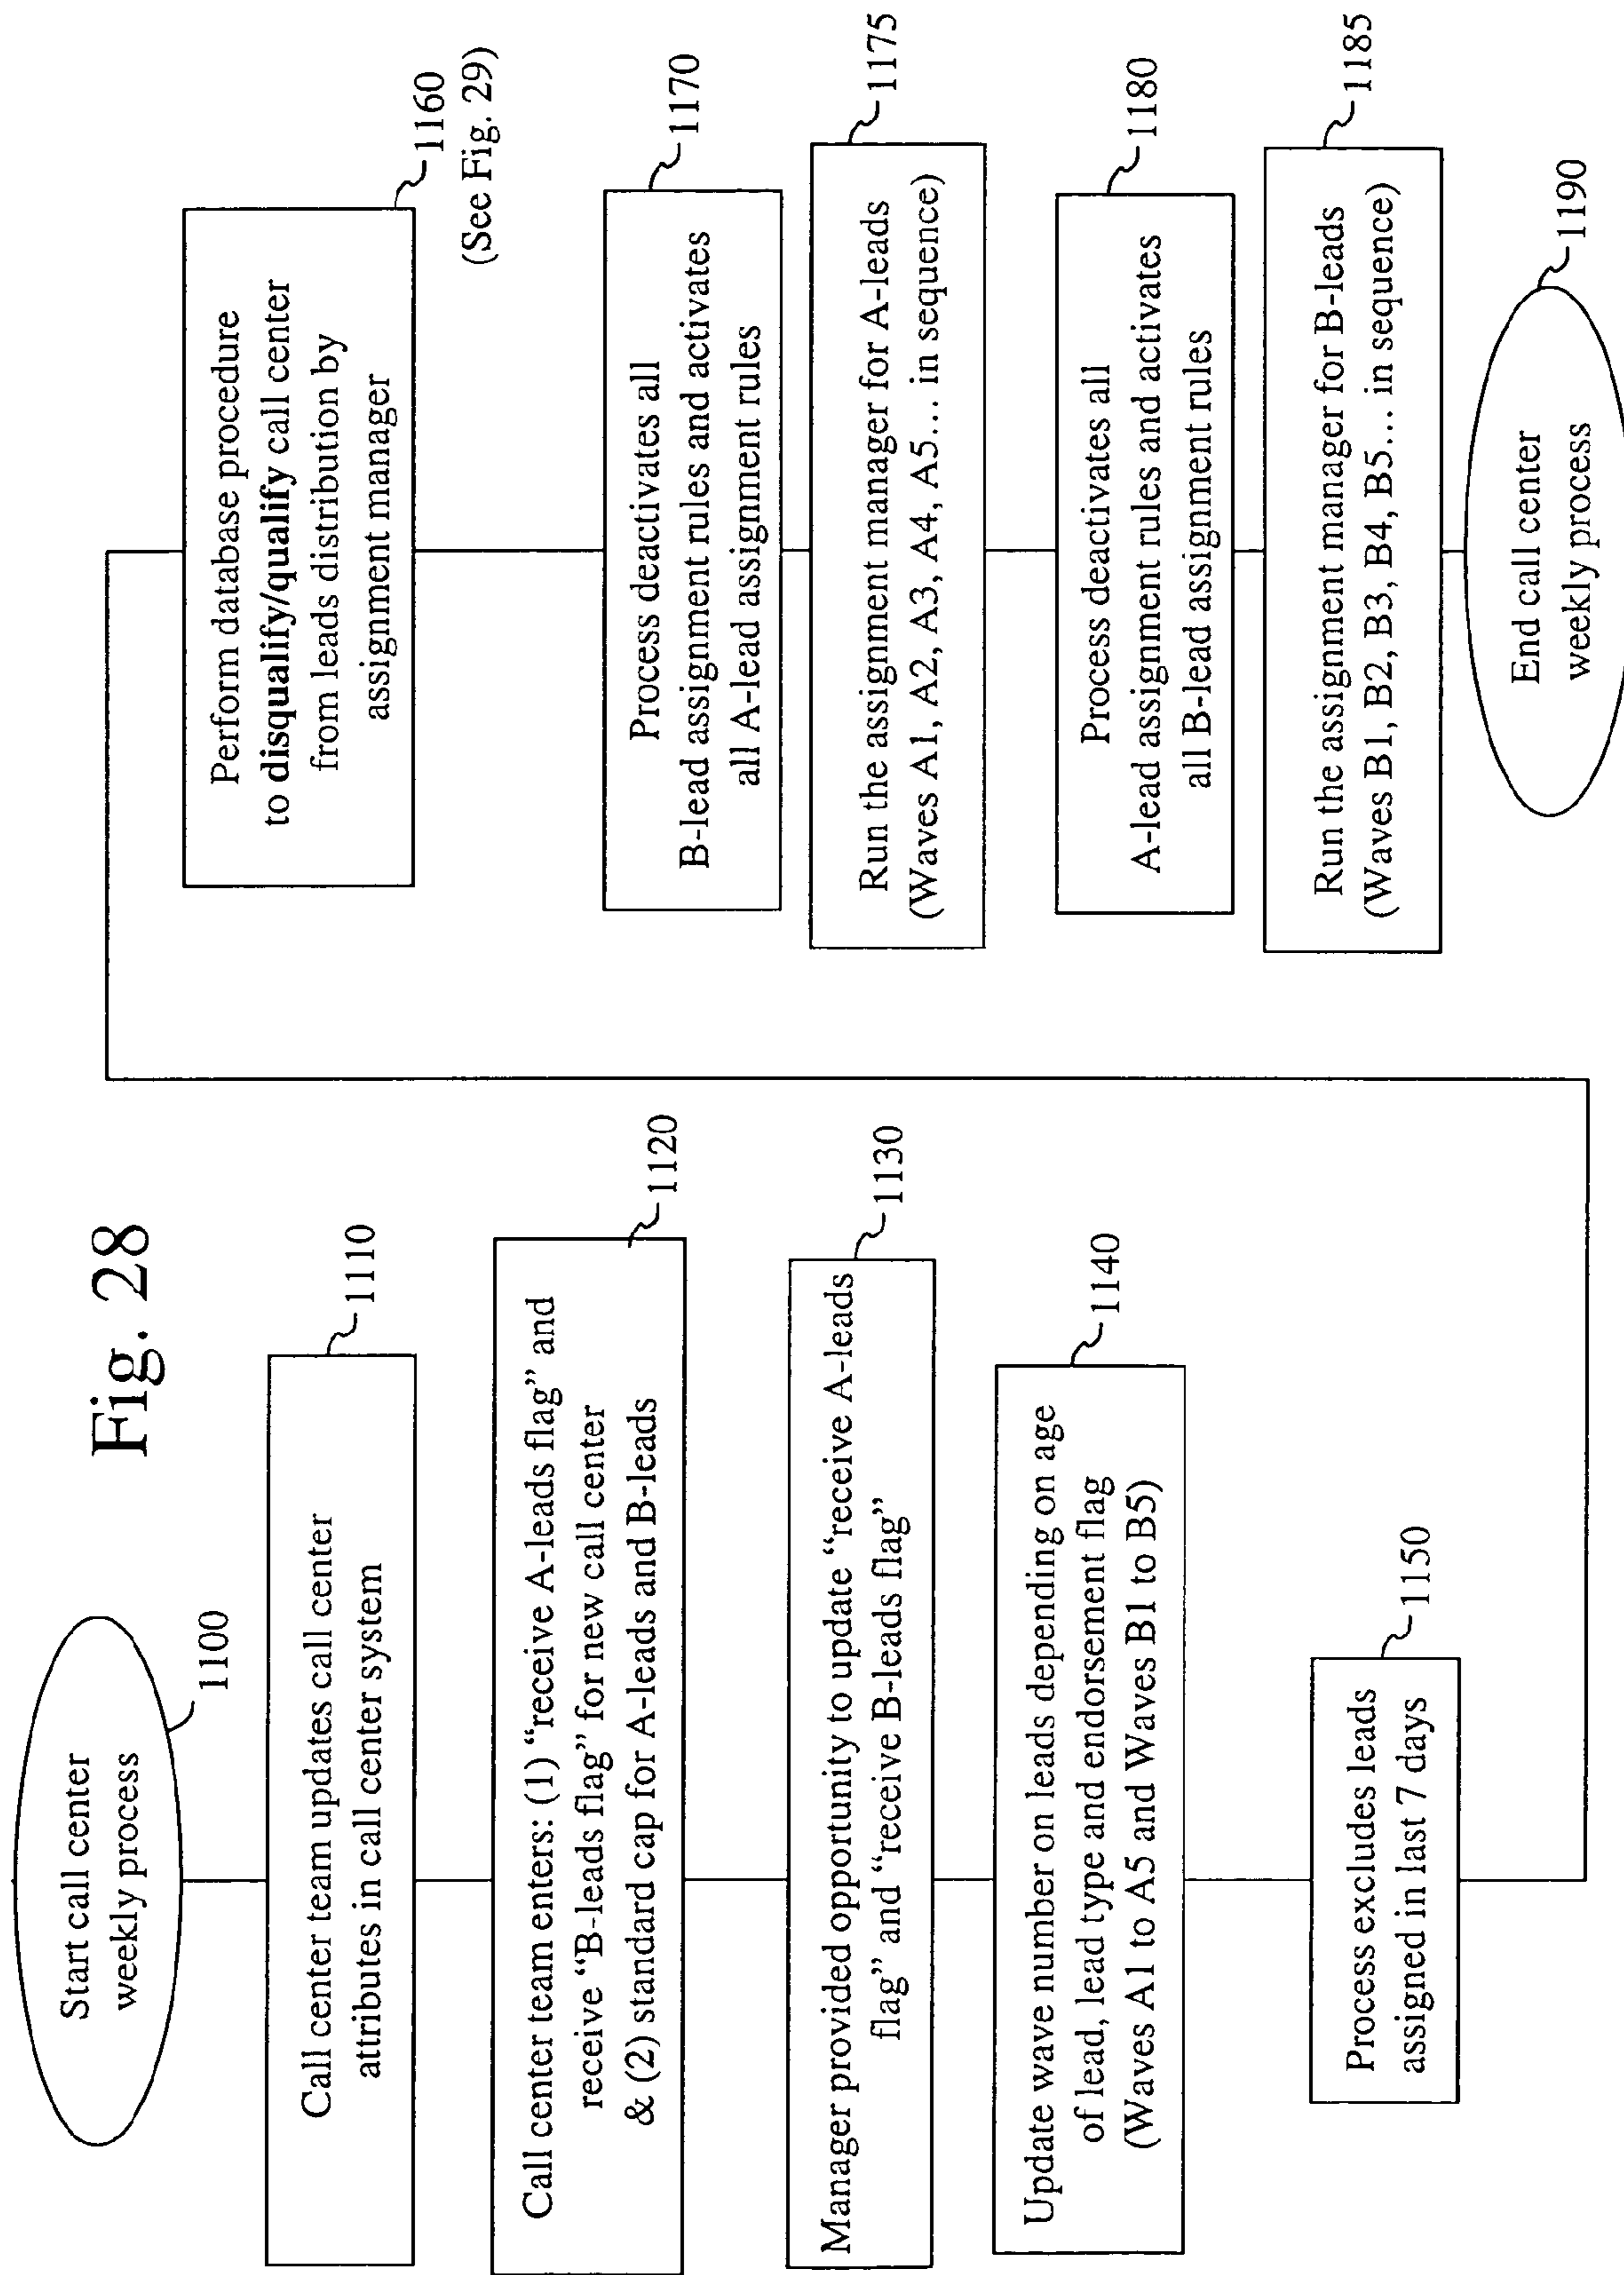 Fig. 28
Start call center
weekly process
1100
Call center team updates call center
attributes in call center system
1110
Call center team enters: (1) “receive A-leads flag” and
receive “B-leads flag” for new call center
& (2) standard cap for A-leads and B-leads
1120
Manager provided opportunity to update “receive A-leads
flag” and “receive B-leads flag”
1130
Update wave number on leads depending on age
of lead, lead type and endorsement flag
(Waves A1 to A5 and Waves B1 to B5)
1140
Process excludes leads
assigned in last 7 days
1150
Perform database procedure
to disqualify/qualify call center
from leads distribution by
assignment manager
1160
(See Fig. 29)
Process deactivates all
B-lead assignment rules and activates
all A-lead assignment rules
1170
Run the assignment manager for A-leads
(Waves A1, A2, A3, A4, A5... in sequence)
1175
Process deactivates all
A-lead assignment rules and activates
all B-lead assignment rules
1180
Run the assignment manager for B-leads
(Waves B1, B2, B3, B4, B5... in sequence)
1185
End call center
weekly process
1190